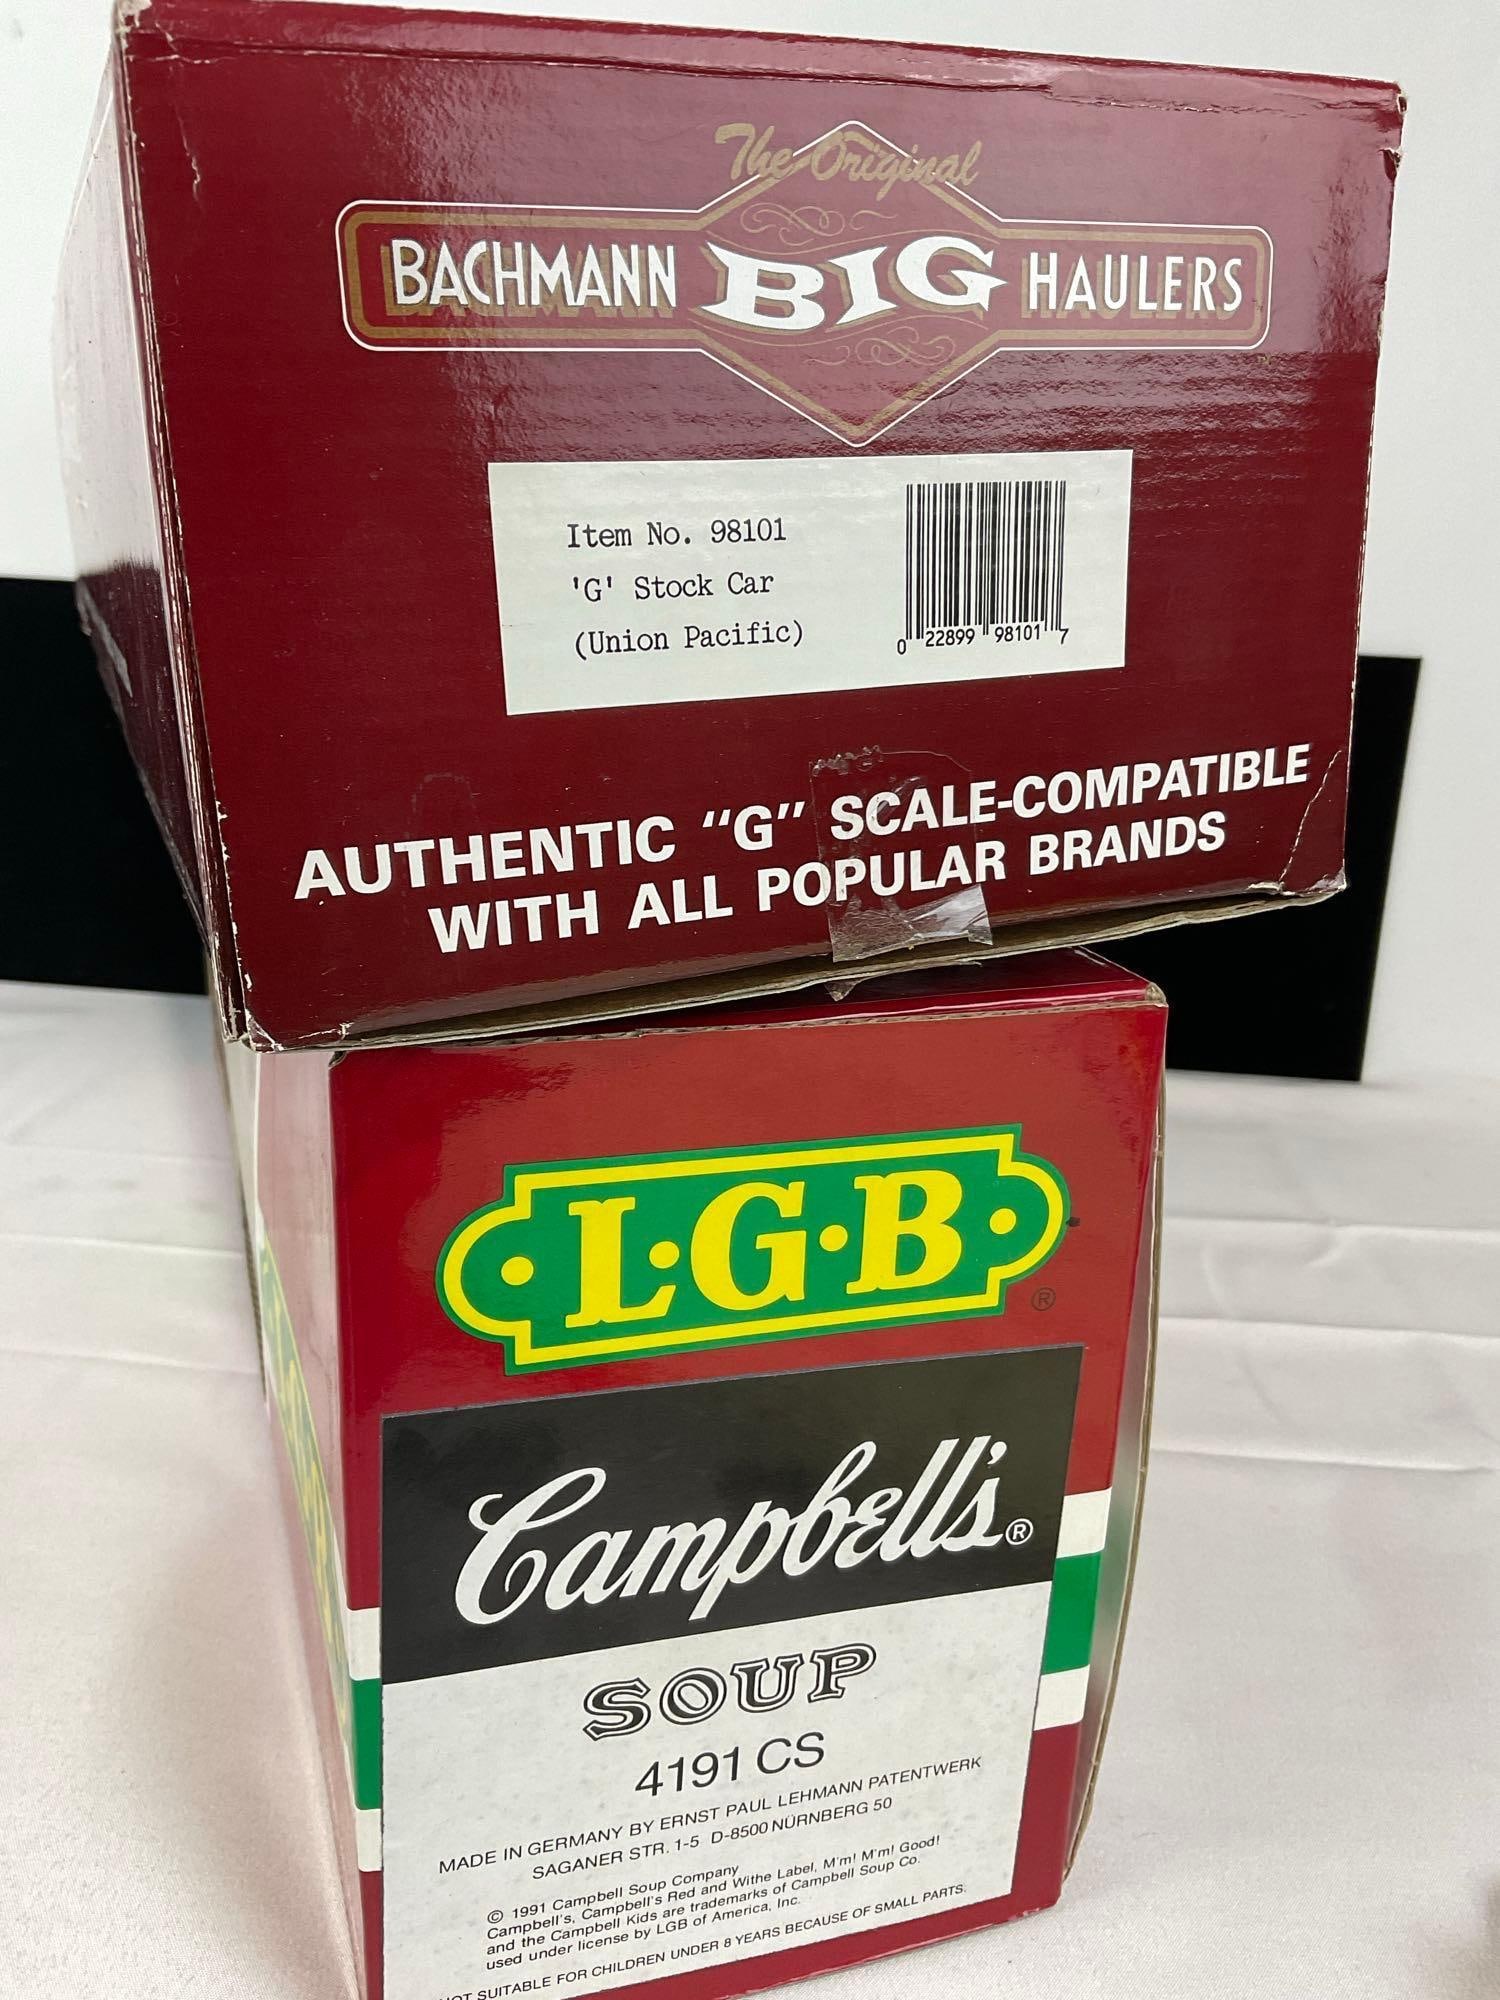 The Original
BACHMANN BIG HAULERS
Item No. 98101
'G' Stock Car
(Union Pacific)
0 22899 98101 7
AUTHENTIC "G" SCALE-COMPATIBLE
WITH ALL POPULAR BRANDS
L·G·B
®
Campbell's®
SOUP
4191 CS
MADE IN GERMANY BY ERNST PAUL LEHMANN PATENTWERK
SAGANER STR. 1-5 D-8500 NÜRNBERG 50
© 1991 Campbell Soup Company
Campbell's, Campbell's Red and Withe Label, M'm! M'm! Good!
and the Campbell Kids are trademarks of Campbell Soup Co.
used under license by LGB of America, Inc.
NOT SUITABLE FOR CHILDREN UNDER 8 YEARS BECAUSE OF SMALL PARTS.